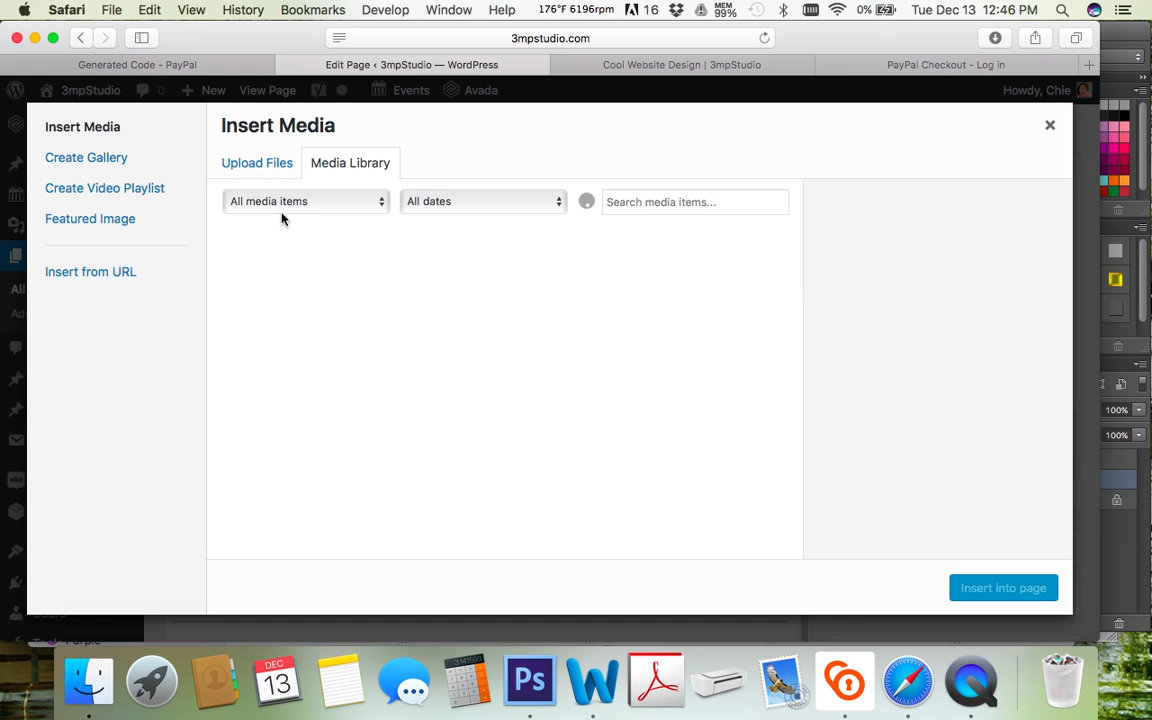 Safari File Edit View History Bookmarks Develop Window Help 176°F 6196rpm 16 MEM 99% 0% Tue Dec 13 12:46 PM
3mpstudio.com
Generated Code - PayPal Edit Page ‹ 3mpStudio — WordPress Cool Website Design | 3mpStudio PayPal Checkout - Log in
3mpStudio 0 New View Page Events Avada Howdy, Chie
Insert Media
Create Gallery
Create Video Playlist
Featured Image
Insert from URL
Insert Media
Upload Files Media Library
All media items All dates Search media items...
Insert into page
All
100%
100%
DEC
13
Ps